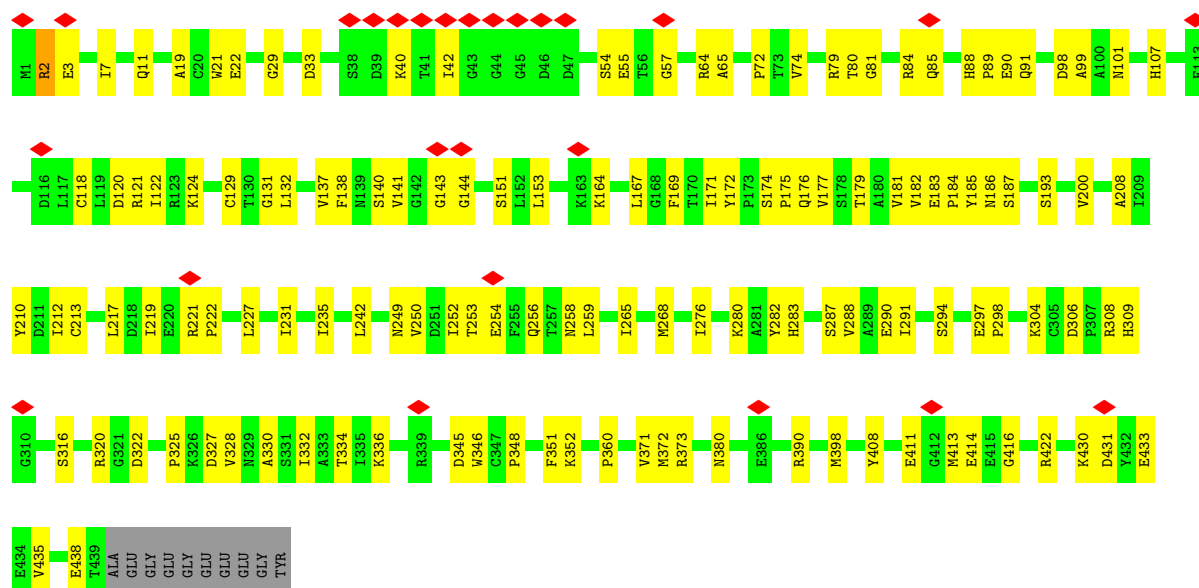 M1 R2 E3 I7 Q11 A19 C20 W21 E22 G29 D33 S38 D39 K40 T41 I42 G43 G44 G45 D46 D47 S54 E55 T56 G57 R64 A65 P72 T73 V74 R79 T80 G81 R84 Q85 H88 P89 E90 Q91 D98 A99 A100 N101 H107 E113
D116 L117 C118 L119 D120 R121 I122 R123 K124 C129 T130 G131 L132 V137 F138 N139 S140 V141 G142 G143 G144 S151 L152 L153 K163 K164 L167 G168 F169 T170 I171 Y172 P173 S174 P175 Q176 V177 S178 T179 A180 V181 V182 E183 P184 Y185 N186 S187 S193 V200 A208 I209
Y210 D211 I212 C213 L217 D218 I219 E220 R221 P222 L227 I231 I235 L242 N249 V250 D251 I252 T253 E254 F255 Q256 T257 N258 L259 I265 M268 I276 K280 A281 Y282 H283 S287 V288 A289 E290 I291 S294 E297 P298 K304 C305 D306 P307 R308 H309
G310 S316 R320 G321 D322 P325 K326 D327 V328 N329 A330 S331 I332 A333 T334 I335 K336 R339 D345 W346 C347 P348 F351 K352 P360 V371 M372 R373 N380 E386 R390 M398 Y408 E411 G412 M413 E414 E415 G416 R422 K430 D431 Y432 E433
E434 V435 E438 T439 ALA GLU GLY GLU GLY GLU GLU GLU GLY TYR